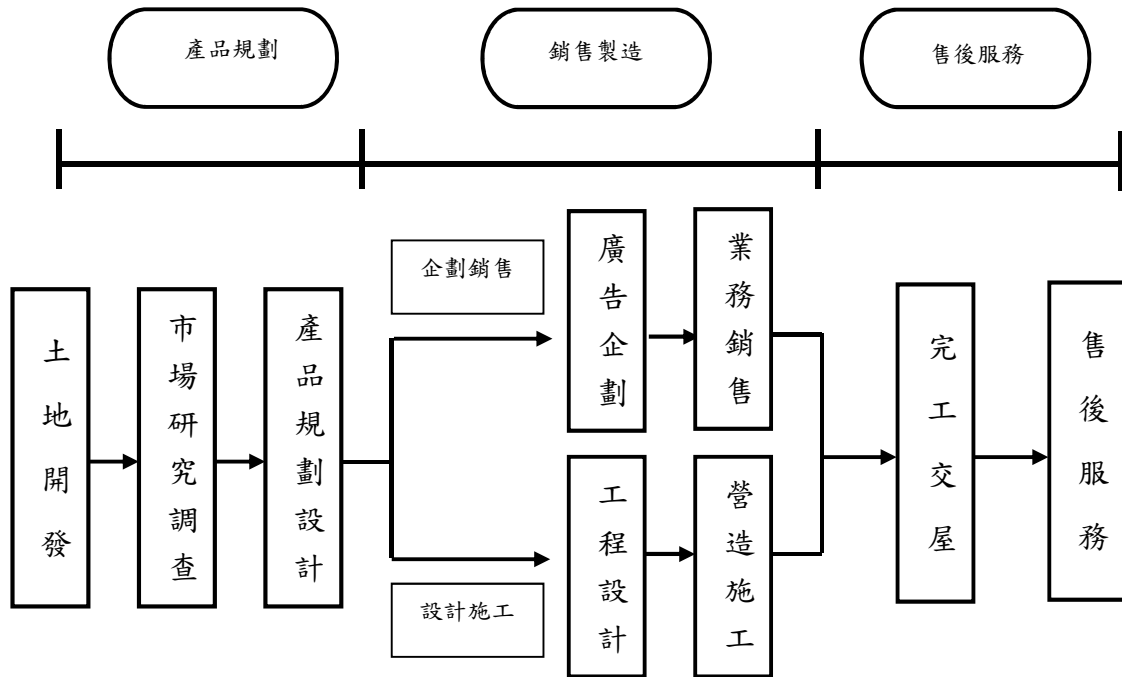 產品規劃
銷售製造
售後服務
土地開發
市場研究調查
產品規劃設計
企劃銷售
廣告企劃
業務銷售
設計施工
工程設計
營造施工
完工交屋
售後服務